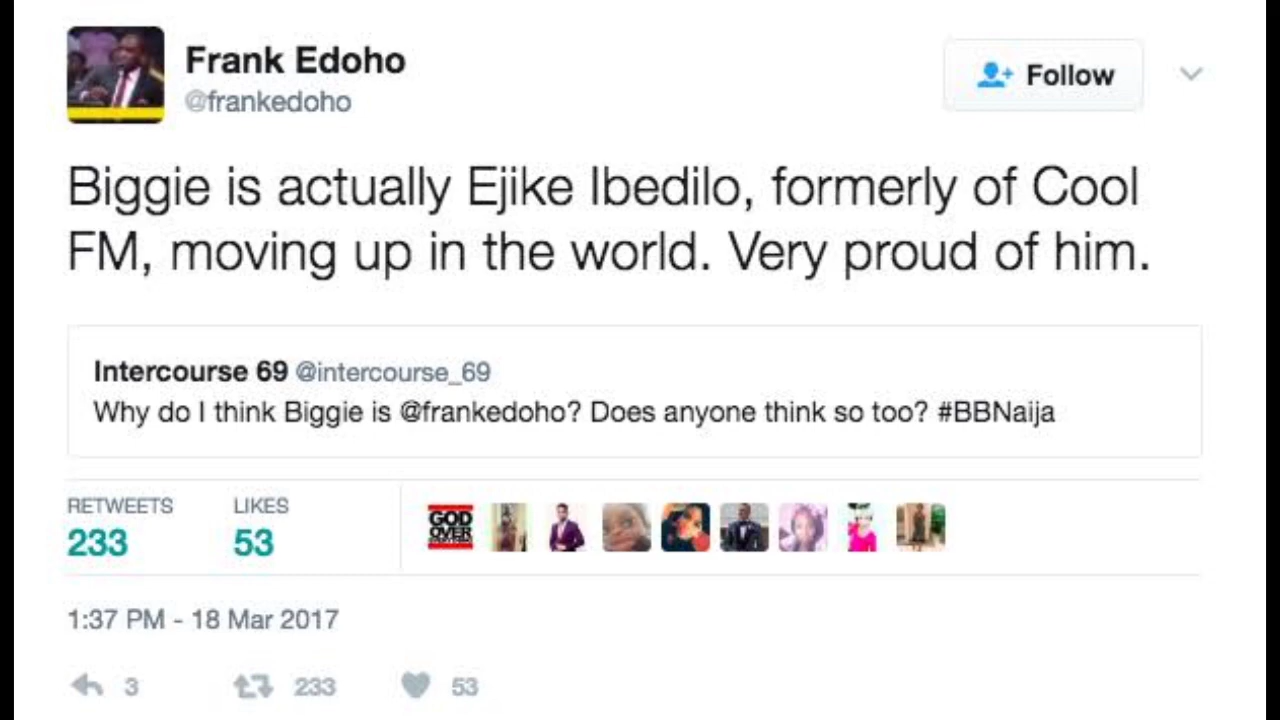 Frank Edoho
@frankedoho
Follow
Biggie is actually Ejike Ibedilo, formerly of Cool
FM, moving up in the world. Very proud of him.
Intercourse 69 @intercourse_69
Why do I think Biggie is @frankedoho? Does anyone think so too? #BBNaija
RETWEETS LIKES
233 53
GOD
OVER
1:37 PM - 18 Mar 2017
3 233 53